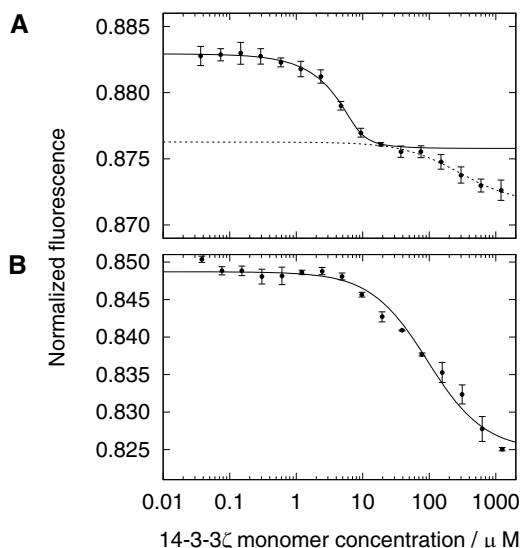 A
0.885
0.880
0.875
0.870
Normalized fluorescence
B
0.850
0.845
0.840
0.835
0.830
0.825
0.01 0.1 1 10 100 1000
14-3-3ζ monomer concentration / μ M